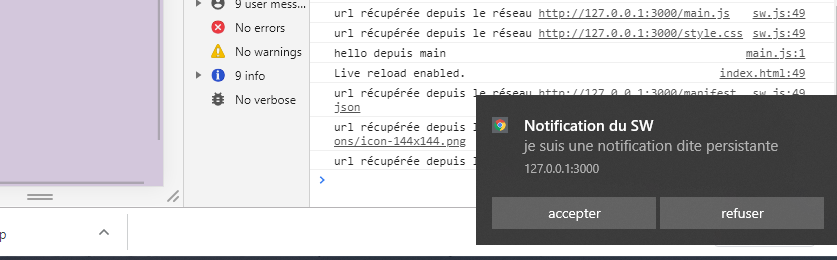 9 user mess...
No errors
No warnings
9 info
No verbose
url récupérée depuis le réseau http://127.0.0.1:3000/main.js sw.js:49
url récupérée depuis le réseau http://127.0.0.1:3000/style.css sw.js:49
hello depuis main main.js:1
Live reload enabled. index.html:49
url récupérée depuis le réseau http://127.0.0.1:3000/manifest. sw.js:49
json
url récupérée depuis l
ons/icon-144x144.png
url récupérée depuis l
Notification du SW
je suis une notification dite persistante
127.0.0.1:3000
accepter refuser
p